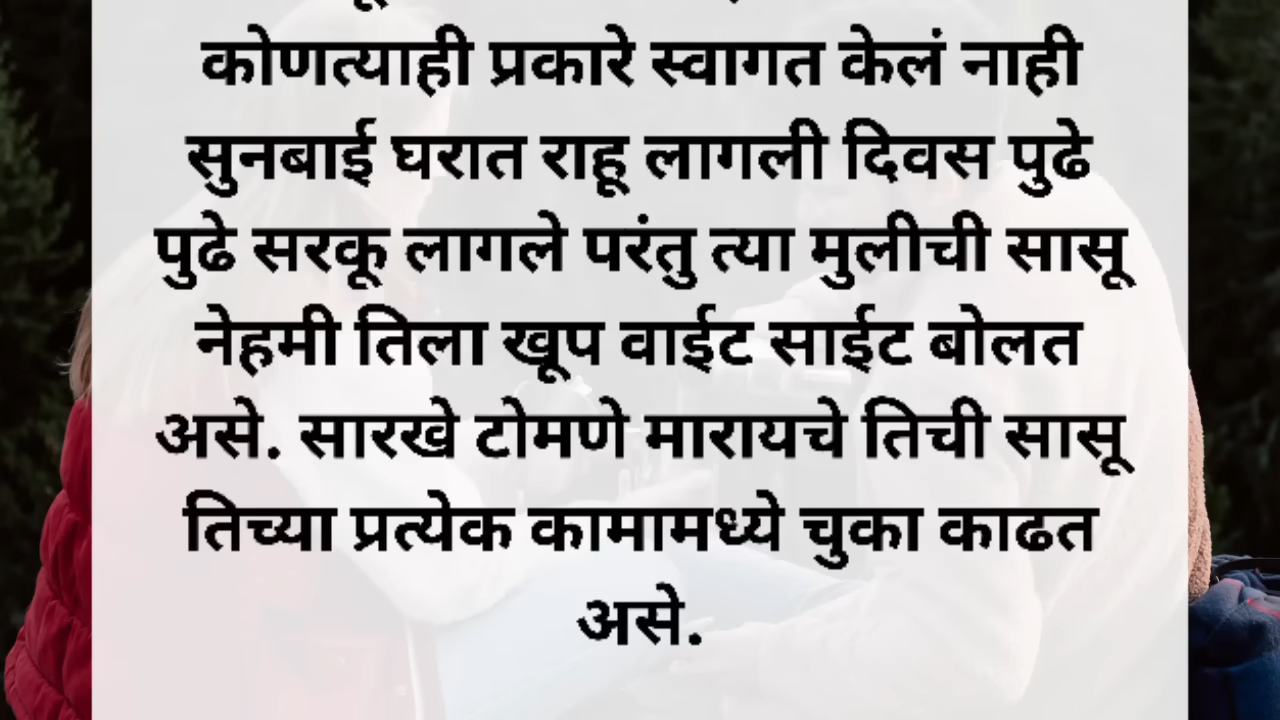 कोणत्याही प्रकारे स्वागत केलं नाही
सुनबाई घरात राहू लागली दिवस पुढे
पुढे सरकू लागले परंतु त्या मुलीची सासू
नेहमी तिला खूप वाईट साईट बोलत
असे. सारखे टोमणे मारायचे तिची सासू
तिच्या प्रत्येक कामामध्ये चुका काढत
असे.